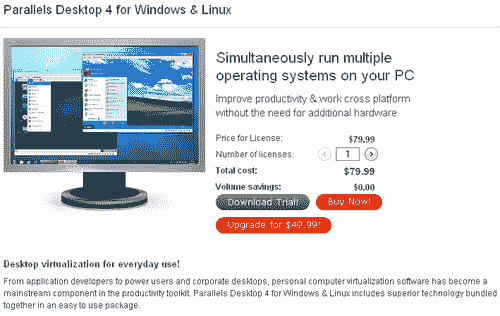 Parallels Desktop 4 for Windows & Linux
Simultaneously run multiple
operating systems on your PC
Improve productivity & work cross platform
without the need for additional hardware
Price for License: $79.99
Number of licenses: 1
Total cost: $79.99
Volume savings: $0.00
Download Trial! Buy Now!
Upgrade for $49.99!
Desktop virtualization for everyday use!
From application developers to power users and corporate desktops, personal computer virtualization software has become a
mainstream component in the productivity toolkit. Parallels Desktop 4 for Windows & Linux includes superior technology bundled
together in an easy to use package.